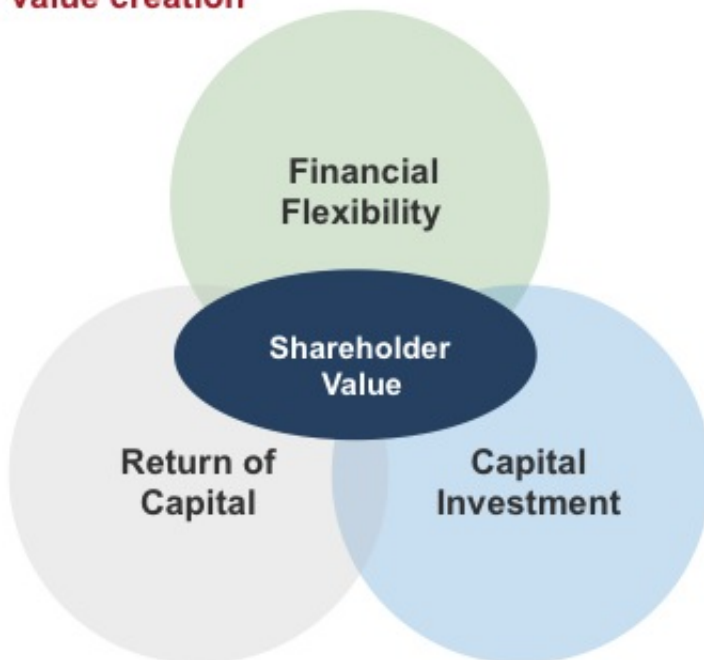 value creation
Financial
Flexibility
Shareholder
Value
Return of
Capital
Capital
Investment